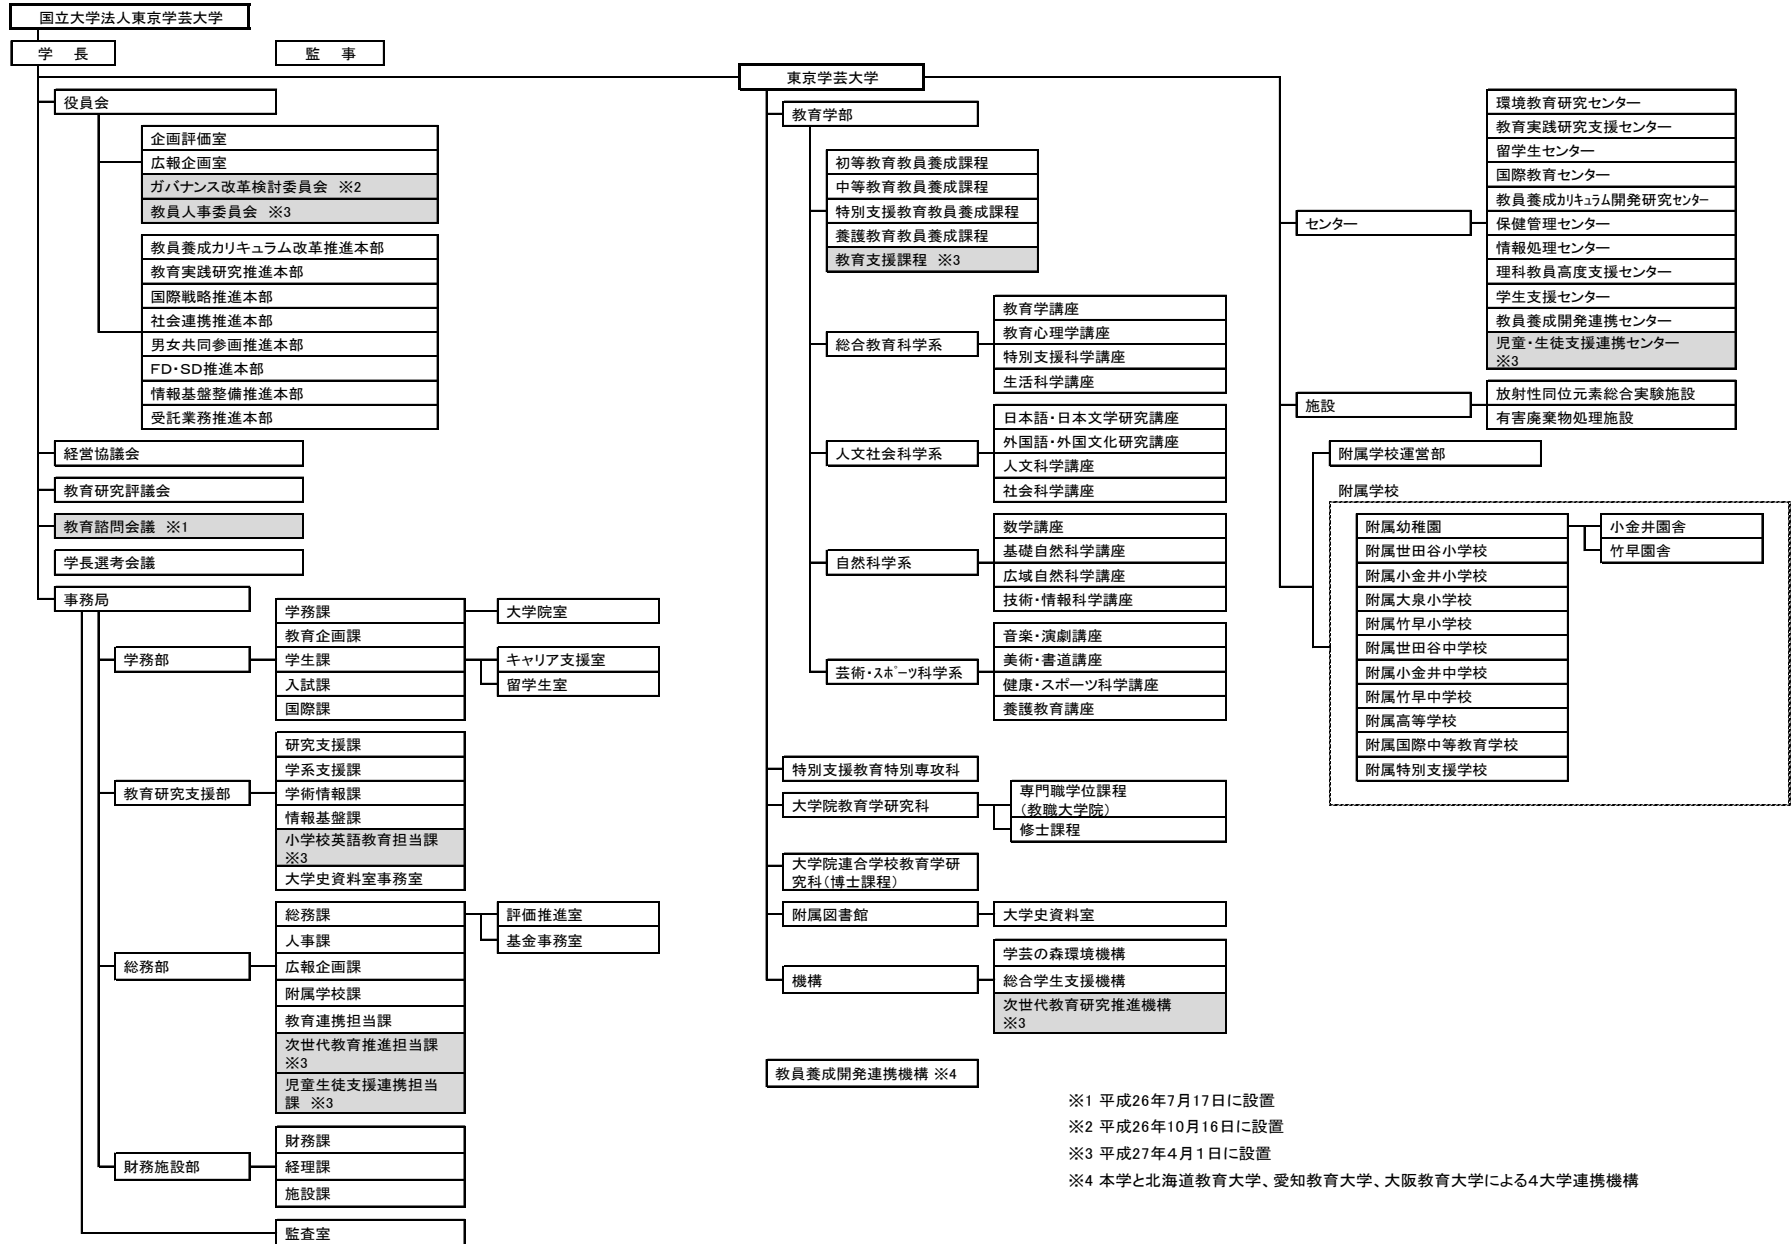 国立大学法人東京学芸大学
学　長
監　事
役員会
企画評価室
広報企画室
ガバナンス改革検討委員会 ※2
教員人事委員会 ※3
教員養成カリキュラム改革推進本部
教育実践研究推進本部
国際戦略推進本部
社会連携推進本部
男女共同参画推進本部
ＦＤ・ＳＤ推進本部
情報基盤整備推進本部
受託業務推進本部
経営協議会
教育研究評議会
教育諮問会議 ※1
学長選考会議
事務局
学務部
学務課
大学院室
教育企画課
学生課
キャリア支援室
留学生室
入試課
国際課
教育研究支援部
研究支援課
学系支援課
学術情報課
情報基盤課
小学校英語教育担当課
※3
大学史資料室事務室
総務部
総務課
評価推進室
基金事務室
人事課
広報企画課
附属学校課
教育連携担当課
次世代教育推進担当課
※3
児童生徒支援連携担当
課 ※3
財務施設部
財務課
経理課
施設課
監査室
東京学芸大学
教育学部
初等教育教員養成課程
中等教育教員養成課程
特別支援教育教員養成課程
養護教育教員養成課程
教育支援課程 ※3
総合教育科学系
教育学講座
教育心理学講座
特別支援科学講座
生活科学講座
人文社会科学系
日本語・日本文学研究講座
外国語・外国文化研究講座
人文科学講座
社会科学講座
自然科学系
数学講座
基礎自然科学講座
広域自然科学講座
技術・情報科学講座
芸術・ｽﾎﾟｰﾂ科学系
音楽・演劇講座
美術・書道講座
健康・スポーツ科学講座
養護教育講座
特別支援教育特別専攻科
大学院教育学研究科
専門職学位課程
（教職大学院）
修士課程
大学院連合学校教育学研
究科（博士課程）
附属図書館
大学史資料室
機構
学芸の森環境機構
総合学生支援機構
次世代教育研究推進機構
※3
教員養成開発連携機構 ※4
センター
環境教育研究センター
教育実践研究支援センター
留学生センター
国際教育センター
教員養成ｶﾘｷｭﾗﾑ開発研究ｾﾝﾀｰ
保健管理センター
情報処理センター
理科教員高度支援センター
学生支援センター
教員養成開発連携センター
児童・生徒支援連携センター
※3
施設
放射性同位元素総合実験施設
有害廃棄物処理施設
附属学校運営部
附属学校
附属幼稚園
小金井園舎
竹早園舎
附属世田谷小学校
附属小金井小学校
附属大泉小学校
附属竹早小学校
附属世田谷中学校
附属小金井中学校
附属竹早中学校
附属高等学校
附属国際中等教育学校
附属特別支援学校
※1 平成26年7月17日に設置
※2 平成26年10月16日に設置
※3 平成27年４月１日に設置
※4 本学と北海道教育大学、愛知教育大学、大阪教育大学による4大学連携機構